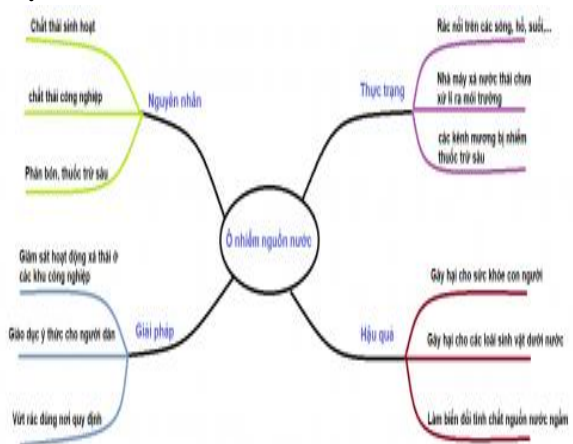 Ô nhiễm nguồn nước
Nguyên nhân
Chất thải sinh hoạt
chất thải công nghiệp
Phân bón, thuốc trừ sâu
Thực trạng
Rác nổi trên các sông, hồ, suối,...
Nhà máy xả nước thải chưa
xử lí ra môi trường
các kênh mương bị nhiễm
thuốc trừ sâu
Giải pháp
Giám sát hoạt động xả thải ở
các khu công nghiệp
Giáo dục ý thức cho người dân
Vứt rác đúng nơi quy định
Hậu quả
Gây hại cho sức khỏe con người
Gây hại cho các loài sinh vật dưới nước
Làm biến đổi tính chất nguồn nước ngầm